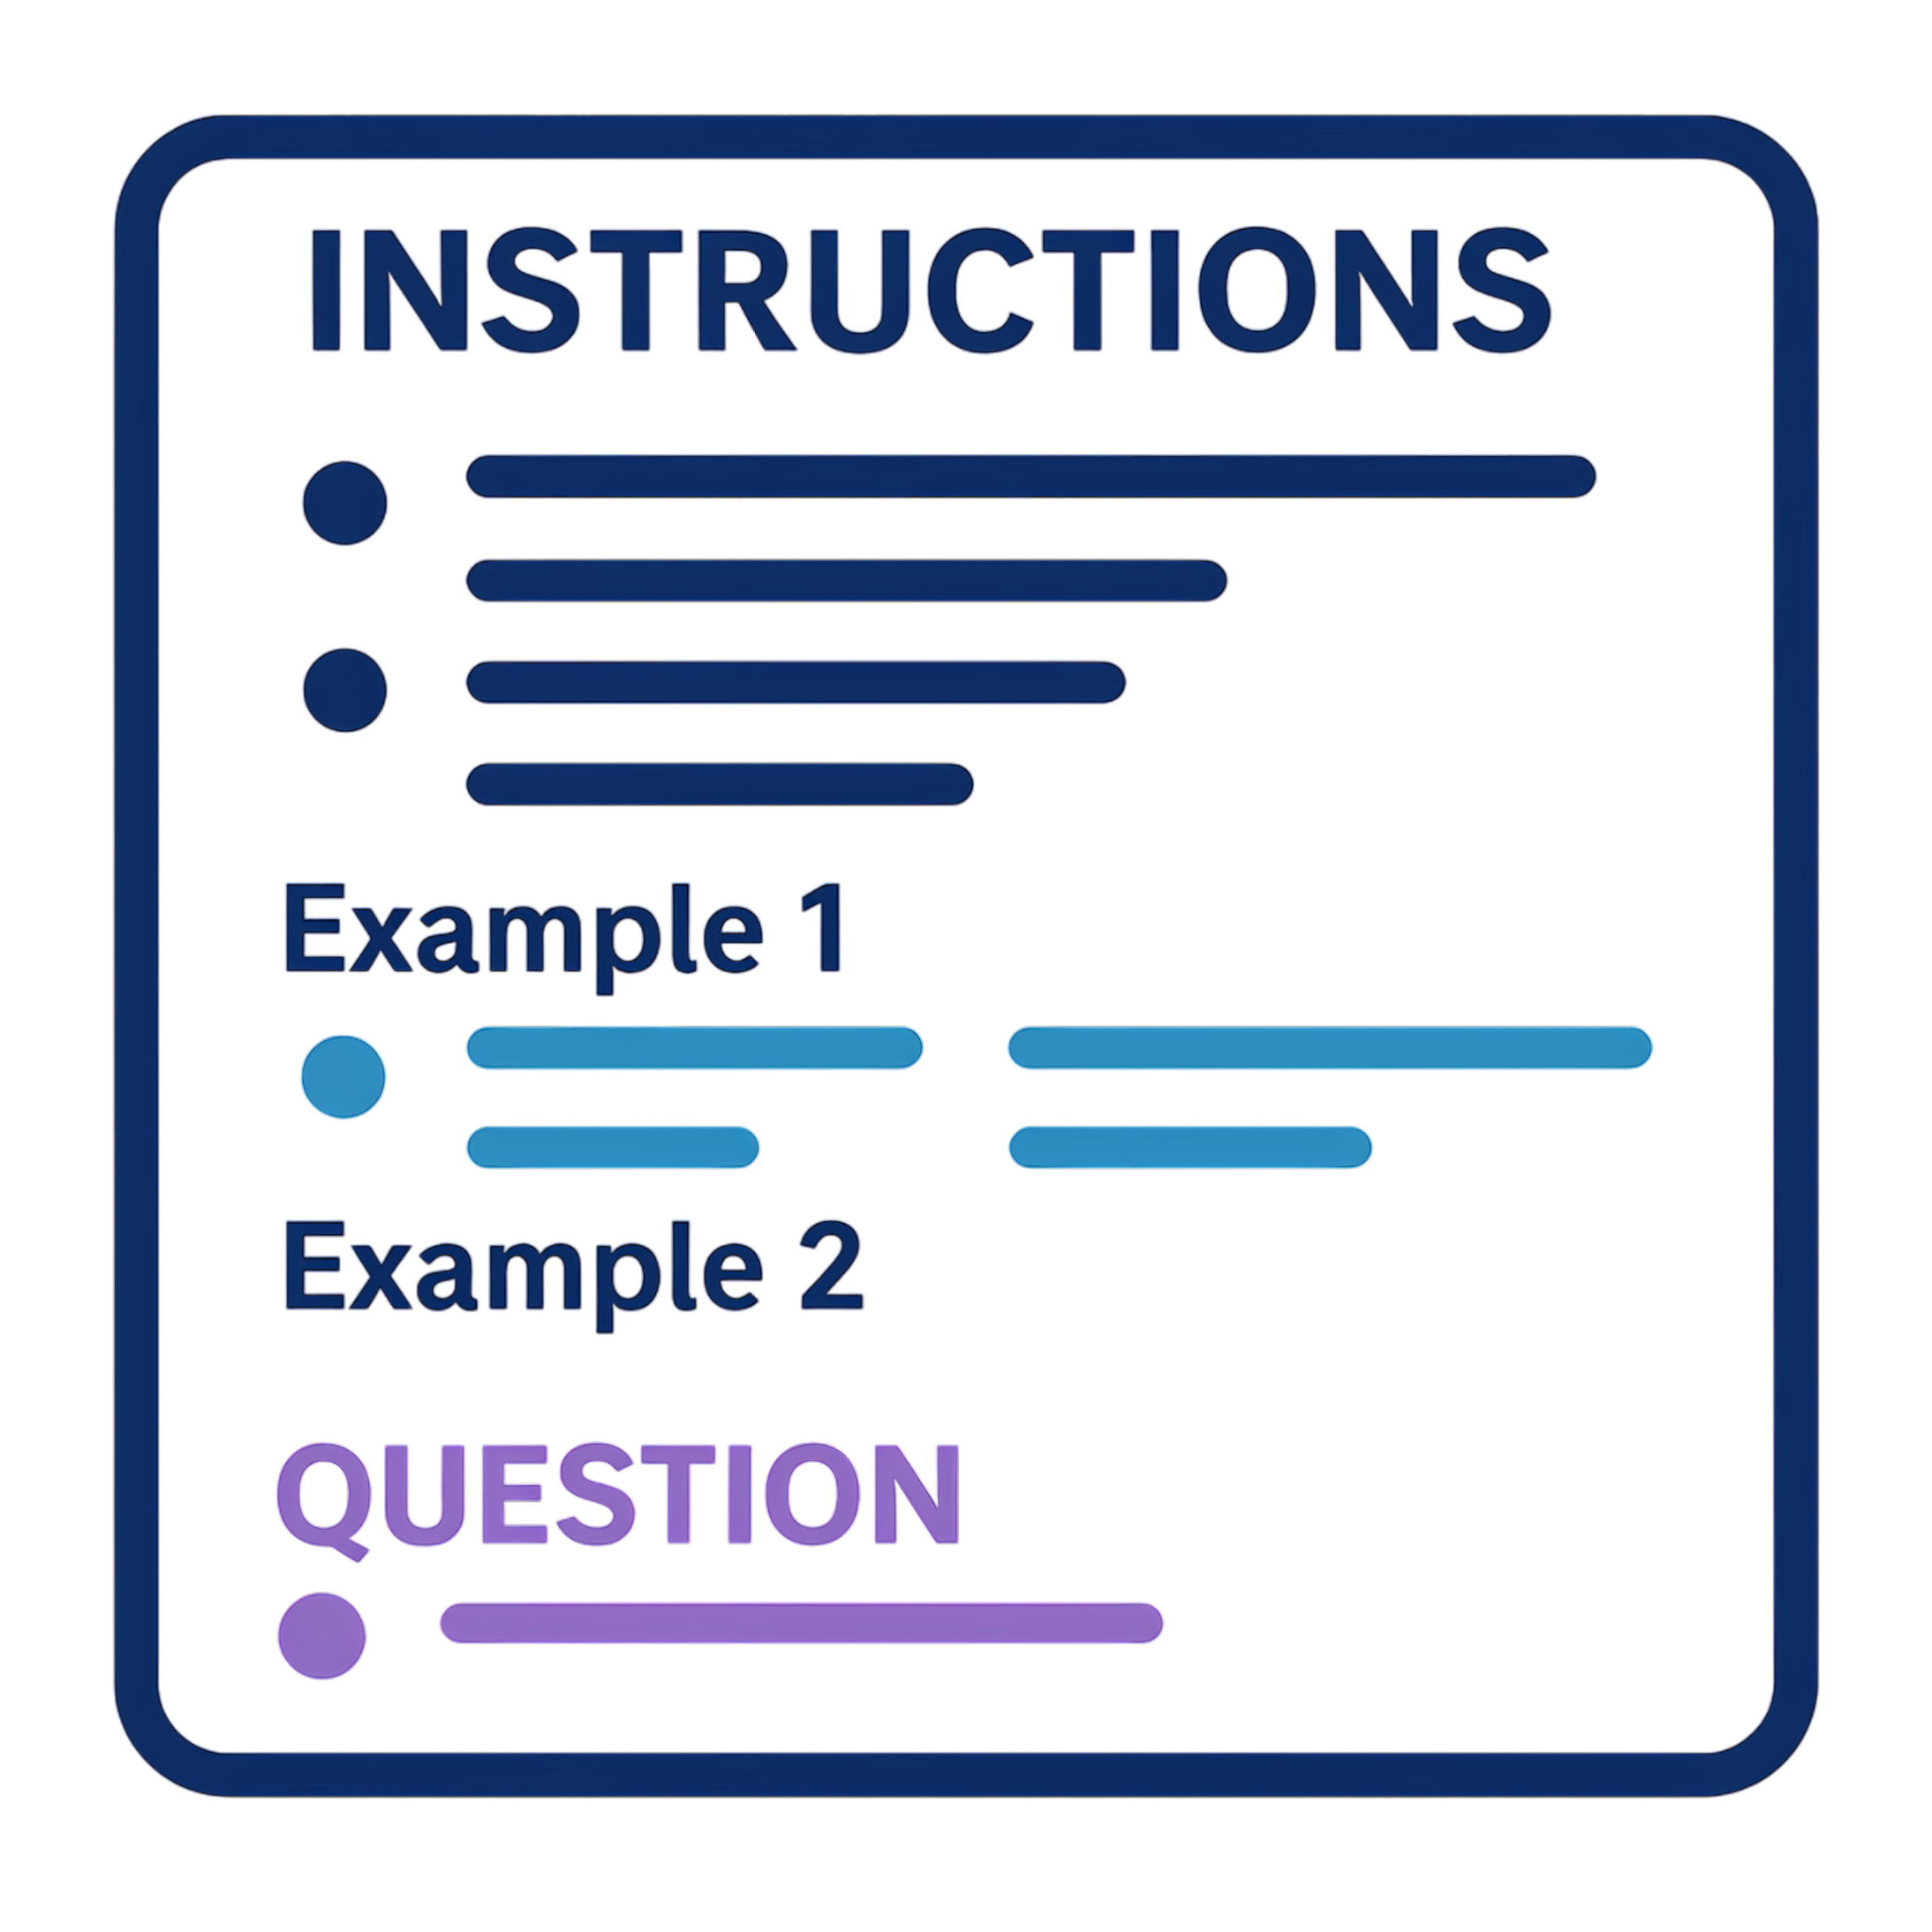 INSTRUCTIONS
Example 1
Example 2
QUESTION